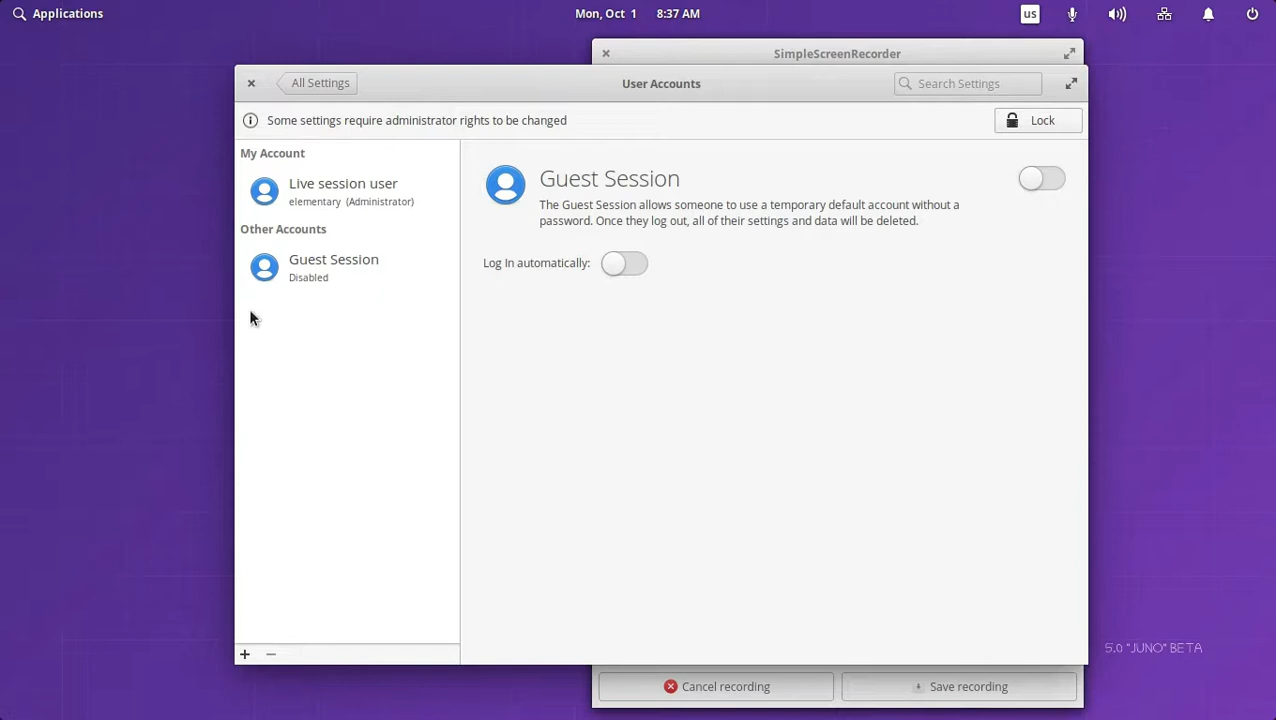 Applications
Mon, Oct 1 8:37 AM
us
SimpleScreenRecorder
All Settings
User Accounts
Search Settings
Some settings require administrator rights to be changed
Lock
My Account
Live session user
elementary (Administrator)
Other Accounts
Guest Session
Disabled
Guest Session
The Guest Session allows someone to use a temporary default account without a
password. Once they log out, all of their settings and data will be deleted.
Log In automatically:
5.0 "JUNO" BETA
Cancel recording
Save recording